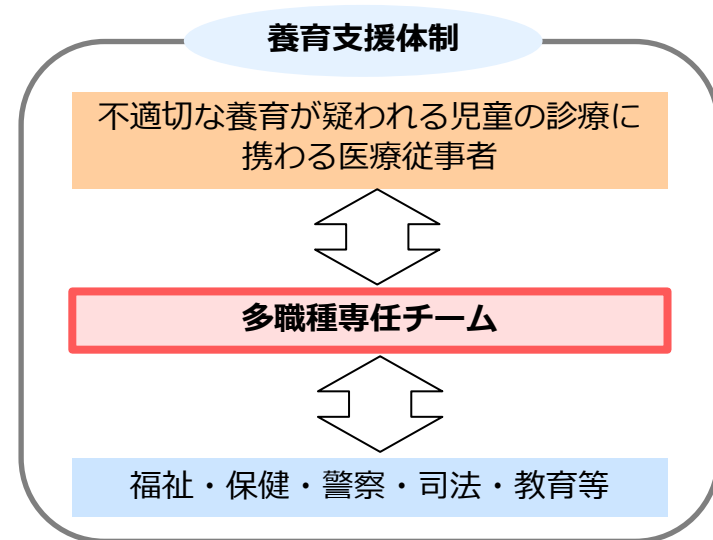 養育支援体制
不適切な養育が疑われる児童の診療に
携わる医療従事者
多職種専任チーム
福祉・保健・警察・司法・教育等